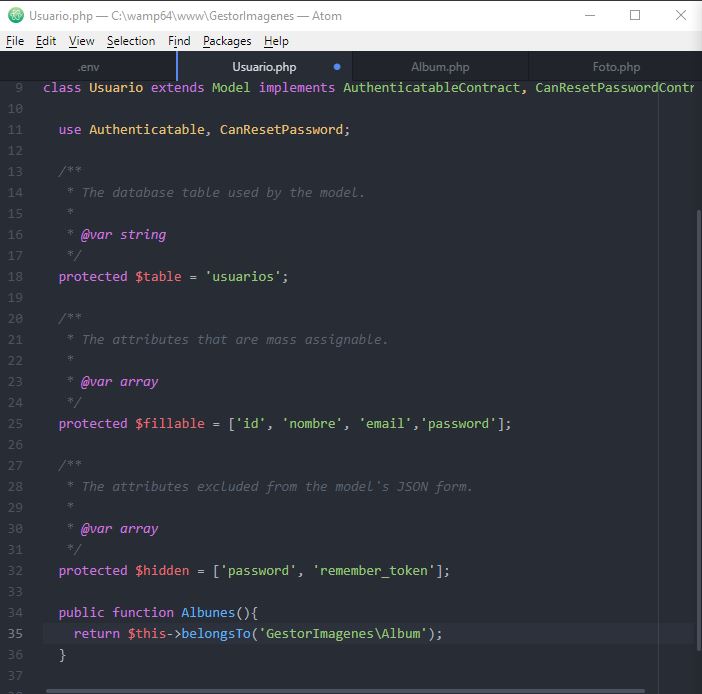 Usuario.php — C:\wamp64\www\GestorImagenes — Atom
File Edit View Selection Find Packages Help
.env Usuario.php Album.php Foto.php
9 class Usuario extends Model implements AuthenticatableContract, CanResetPasswordContr
10
11 use Authenticatable, CanResetPassword;
12
13 /**
14 * The database table used by the model.
15 *
16 * @var string
17 */
18 protected $table = 'usuarios';
19
20 /**
21 * The attributes that are mass assignable.
22 *
23 * @var array
24 */
25 protected $fillable = ['id', 'nombre', 'email','password'];
26
27 /**
28 * The attributes excluded from the model's JSON form.
29 *
30 * @var array
31 */
32 protected $hidden = ['password', 'remember_token'];
33
34 public function Albunes(){
35 return $this->belongsTo('GestorImagenes\Album');
36 }
37